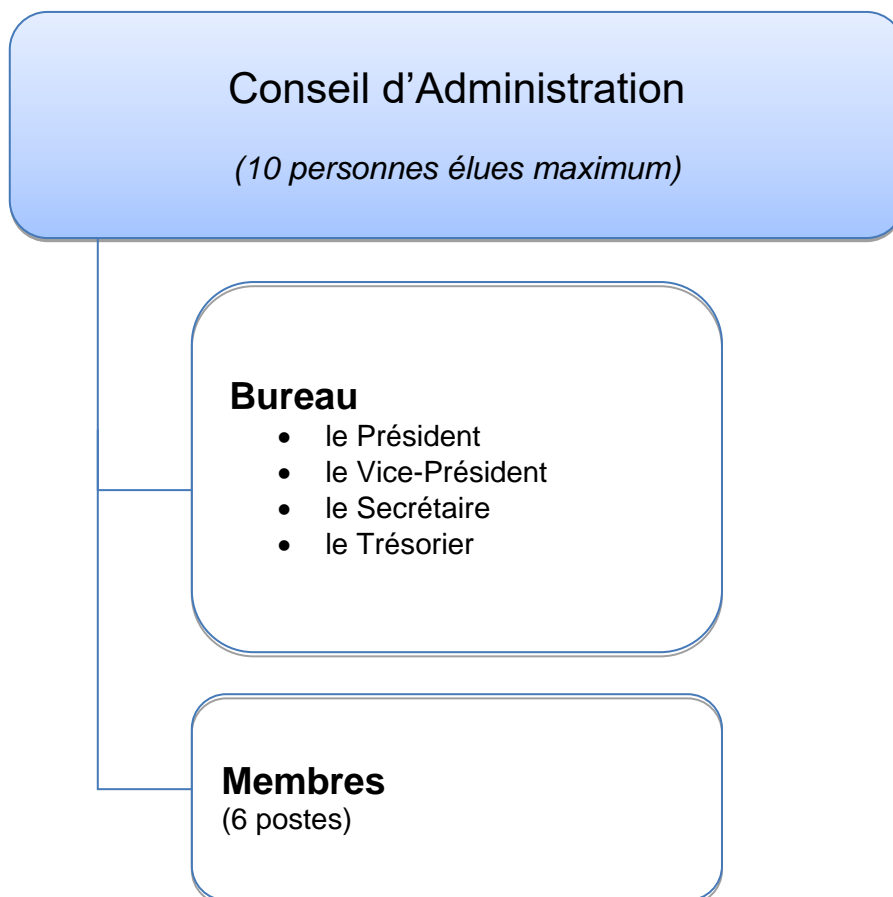 Conseil d’Administration
(10 personnes élues maximum)
Bureau
• le Président
• le Vice-Président
• le Secrétaire
• le Trésorier
Membres
(6 postes)